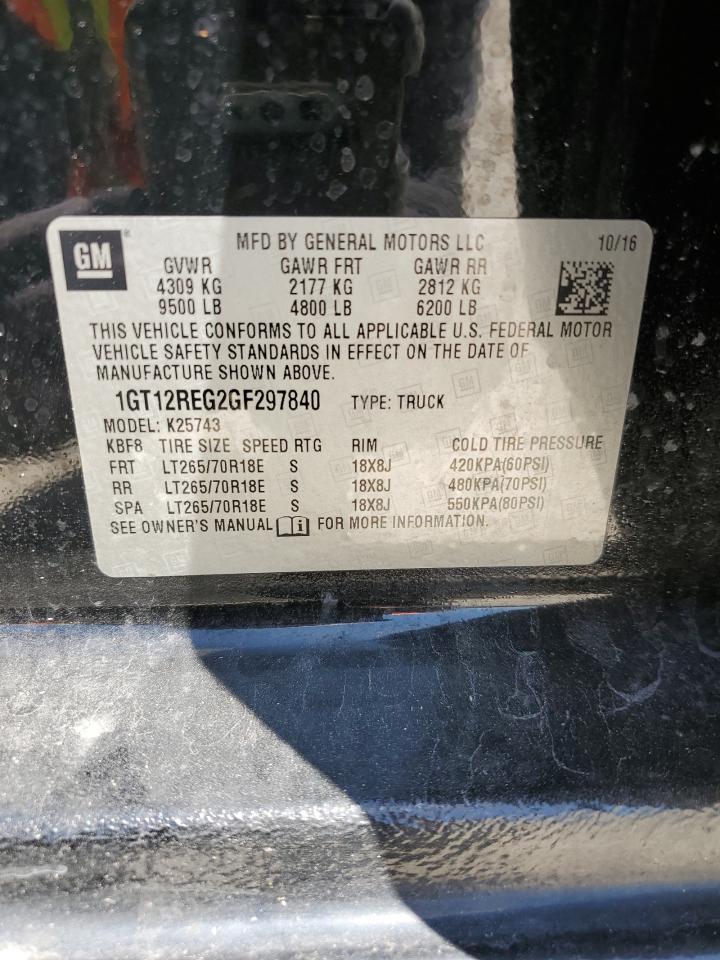 GM® MFD BY GENERAL MOTORS LLC 10/16
GVWR GAWR FRT GAWR RR
4309 KG 2177 KG 2812 KG
9500 LB 4800 LB 6200 LB
THIS VEHICLE CONFORMS TO ALL APPLICABLE U.S. FEDERAL MOTOR
VEHICLE SAFETY STANDARDS IN EFFECT ON THE DATE OF
MANUFACTURE SHOWN ABOVE.
1GT12REG2GF297840 TYPE: TRUCK
MODEL: K25743
KBF8 TIRE SIZE SPEED RTG RIM COLD TIRE PRESSURE
FRT LT265/70R18E S 18X8J 420KPA(60PSI)
RR LT265/70R18E S 18X8J 480KPA(70PSI)
SPA LT265/70R18E S 18X8J 550KPA(80PSI)
SEE OWNER'S MANUAL FOR MORE INFORMATION.